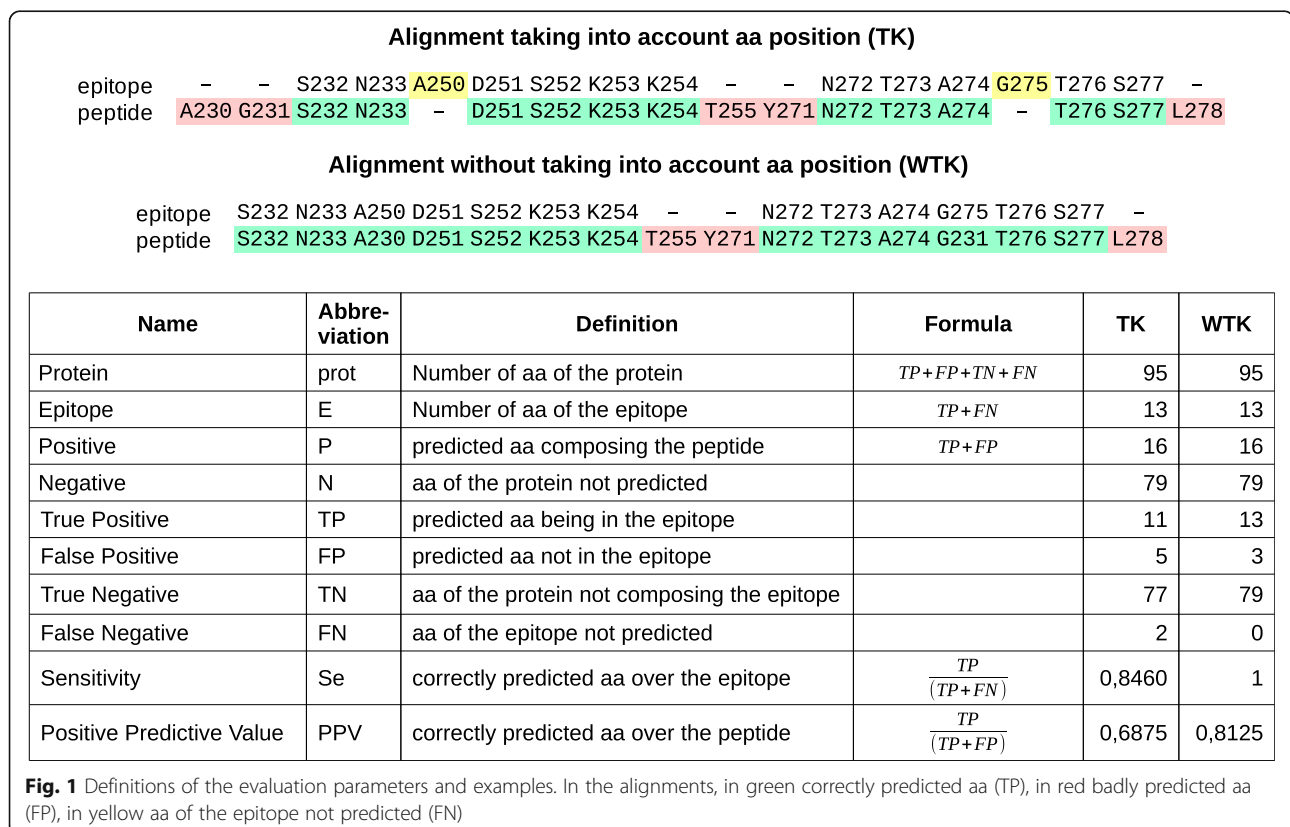 Alignment taking into account aa position (TK)
epitope – – S232 N233 A250 D251 S252 K253 K254 – – N272 T273 A274 G275 T276 S277 –
peptide A230 G231 S232 N233 – D251 S252 K253 K254 T255 Y271 N272 T273 A274 – T276 S277 L278
Alignment without taking into account aa position (WTK)
epitope S232 N233 A250 D251 S252 K253 K254 – – N272 T273 A274 G275 T276 S277 –
peptide S232 N233 A230 D251 S252 K253 K254 T255 Y271 N272 T273 A274 G231 T276 S277 L278
Name Abbre-
viation Definition Formula TK WTK
Protein prot Number of aa of the protein TP+FP+TN+FN 95 95
Epitope E Number of aa of the epitope TP+FN 13 13
Positive P predicted aa composing the peptide TP+FP 16 16
Negative N aa of the protein not predicted 79 79
True Positive TP predicted aa being in the epitope 11 13
False Positive FP predicted aa not in the epitope 5 3
True Negative TN aa of the protein not composing the epitope 77 79
False Negative FN aa of the epitope not predicted 2 0
Sensitivity Se correctly predicted aa over the epitope TP/(TP+FN) 0,8460 1
Positive Predictive Value PPV correctly predicted aa over the peptide TP/(TP+FP) 0,6875 0,8125
Fig. 1 Definitions of the evaluation parameters and examples. In the alignments, in green correctly predicted aa (TP), in red badly predicted aa
(FP), in yellow aa of the epitope not predicted (FN)